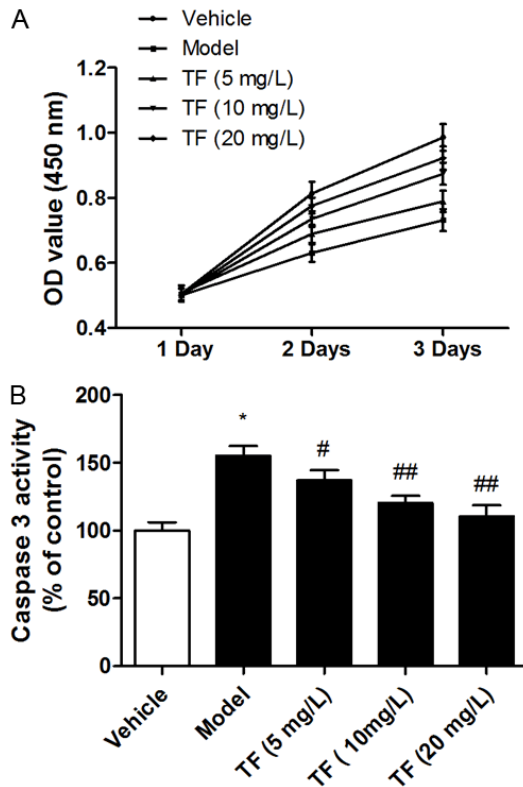 A
Vehicle
Model
TF (5 mg/L)
TF (10 mg/L)
TF (20 mg/L)
OD value (450 nm)
1.2
1.0
0.8
0.6
0.4
1 Day
2 Days
3 Days
B
Caspase 3 activity
(% of control)
200
150
100
50
0
*
#
##
##
Vehicle
Model
TF (5 mg/L)
TF ( 10mg/L)
TF (20 mg/L)